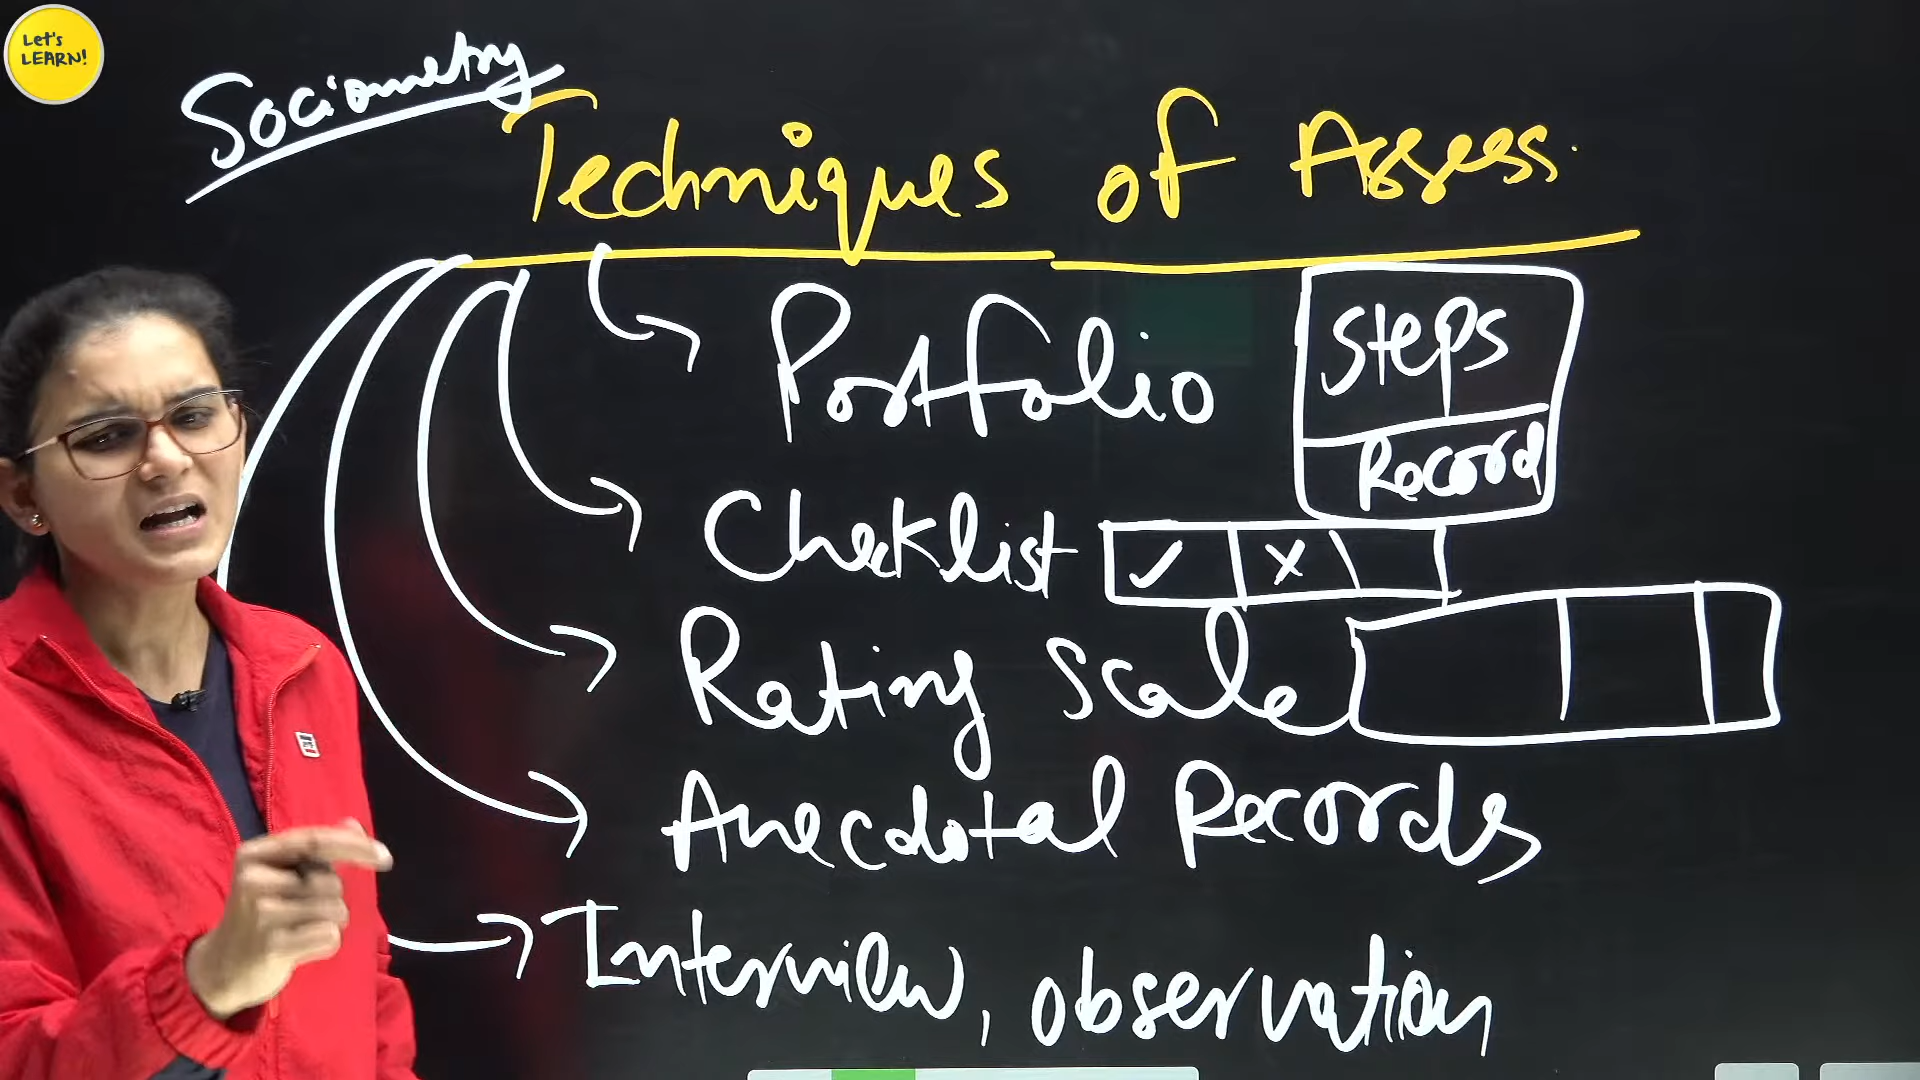 Let's
LEARN!
Sociometry
Techniques of Assess.
Portfolio
Steps
Record
Checklist ✓ x
Rating Scale
Anecdotal Records
Interview, observation